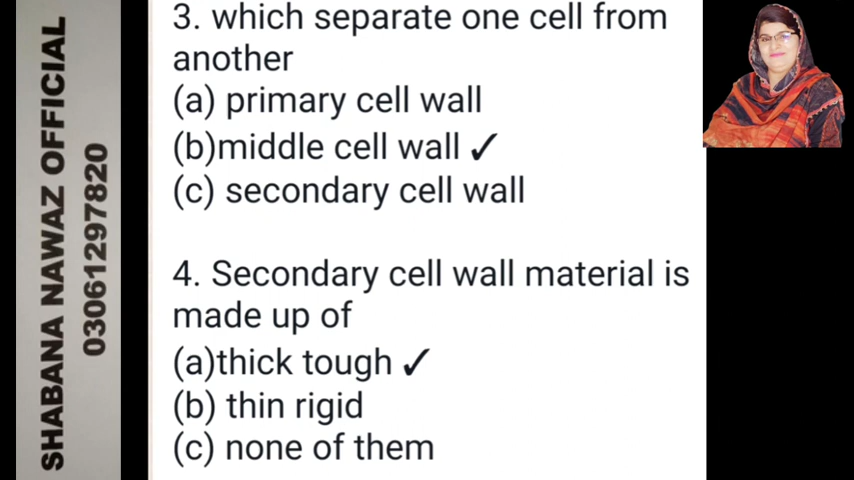 SHABANA NAWAZ OFFICIAL
03061297820
3. which separate one cell from
another
(a) primary cell wall
(b)middle cell wall ✓
(c) secondary cell wall
4. Secondary cell wall material is
made up of
(a)thick tough ✓
(b) thin rigid
(c) none of them